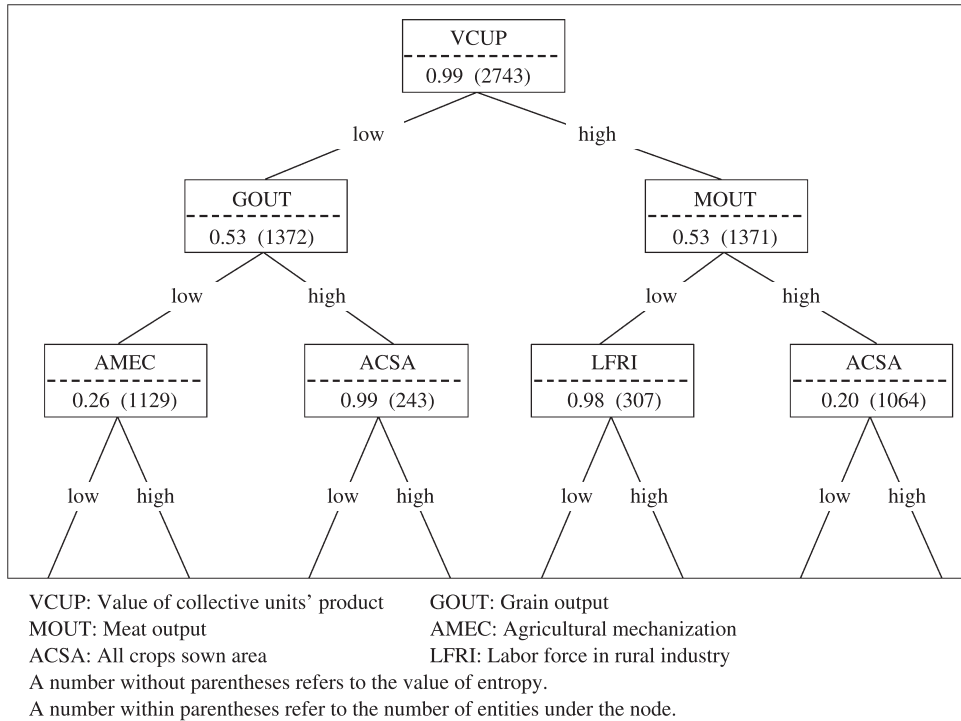 VCUP
0.99 (2743)
low high
GOUT MOUT
0.53 (1372) 0.53 (1371)
low high low high
AMEC ACSA LFRI ACSA
0.26 (1129) 0.99 (243) 0.98 (307) 0.20 (1064)
low high low high low high low high
VCUP: Value of collective units’ product GOUT: Grain output
MOUT: Meat output AMEC: Agricultural mechanization
ACSA: All crops sown area LFRI: Labor force in rural industry
A number without parentheses refers to the value of entropy.
A number within parentheses refer to the number of entities under the node.